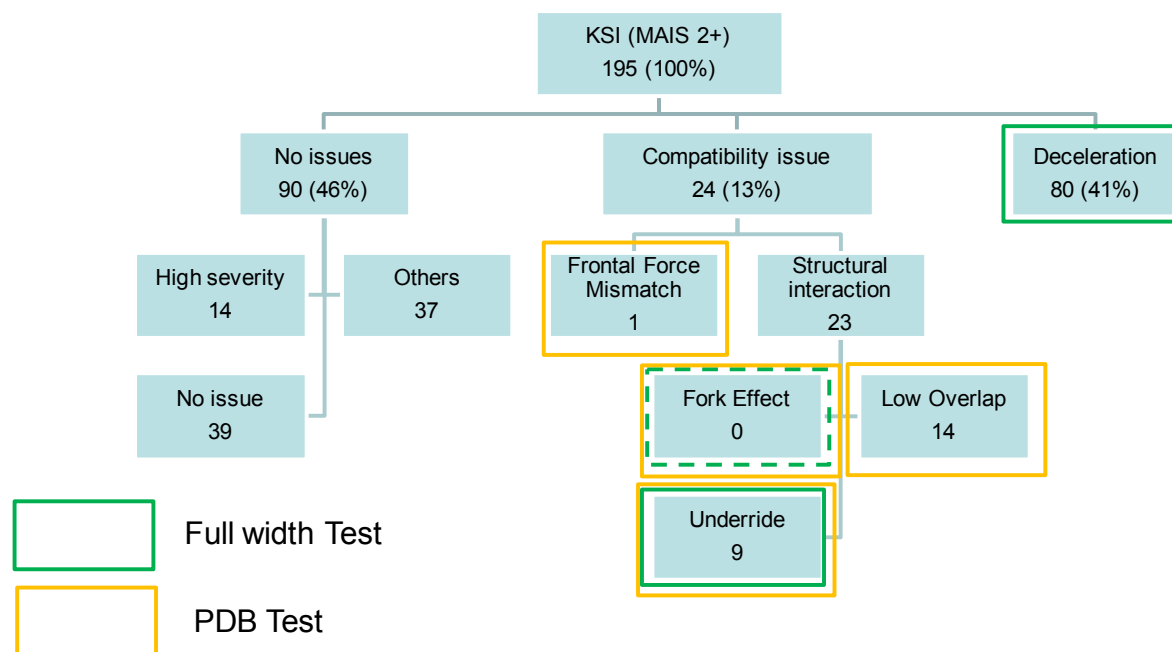 KSI (MAIS 2+)
195 (100%)
No issues
90 (46%)
Compatibility issue
24 (13%)
Deceleration
80 (41%)
High severity
14
Others
37
Frontal Force
Mismatch
1
Structural
interaction
23
No issue
39
Fork Effect
0
Low Overlap
14
Underride
9
Full width Test
PDB Test